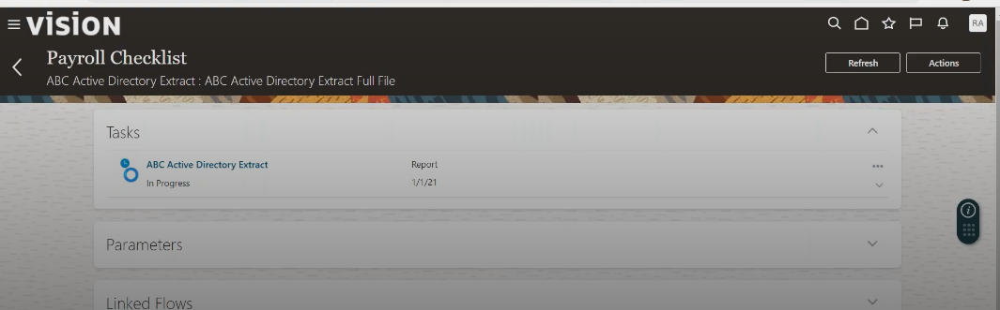 VISION
RA
Payroll Checklist
ABC Active Directory Extract : ABC Active Directory Extract Full File
Refresh
Actions
Tasks
ABC Active Directory Extract
Report
In Progress
1/1/21
Parameters
Linked Flows